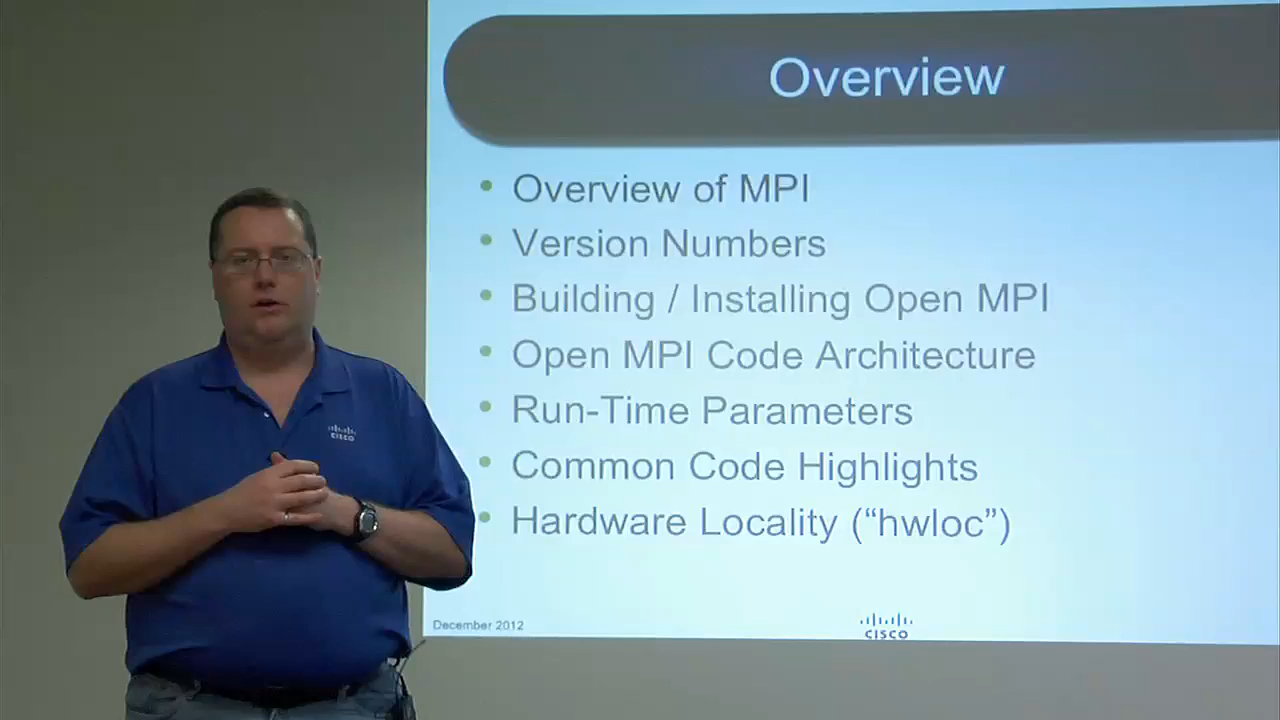 Overview
• Overview of MPI
• Version Numbers
• Building / Installing Open MPI
• Open MPI Code Architecture
• Run-Time Parameters
• Common Code Highlights
• Hardware Locality (“hwloc”)
CISCO
December 2012
CISCO